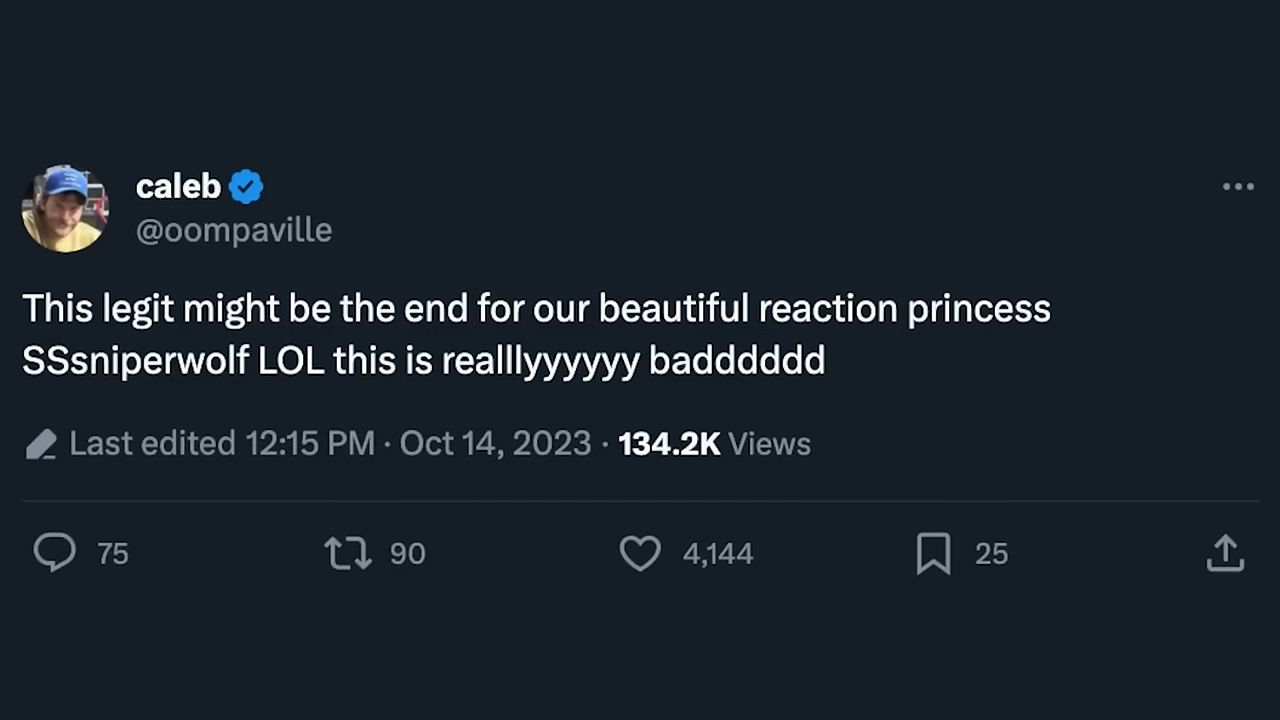 caleb
@oompaville
This legit might be the end for our beautiful reaction princess
SSsniperwolf LOL this is realllyyyyyy badddddd
Last edited 12:15 PM · Oct 14, 2023 · 134.2K Views
75 90 4,144 25